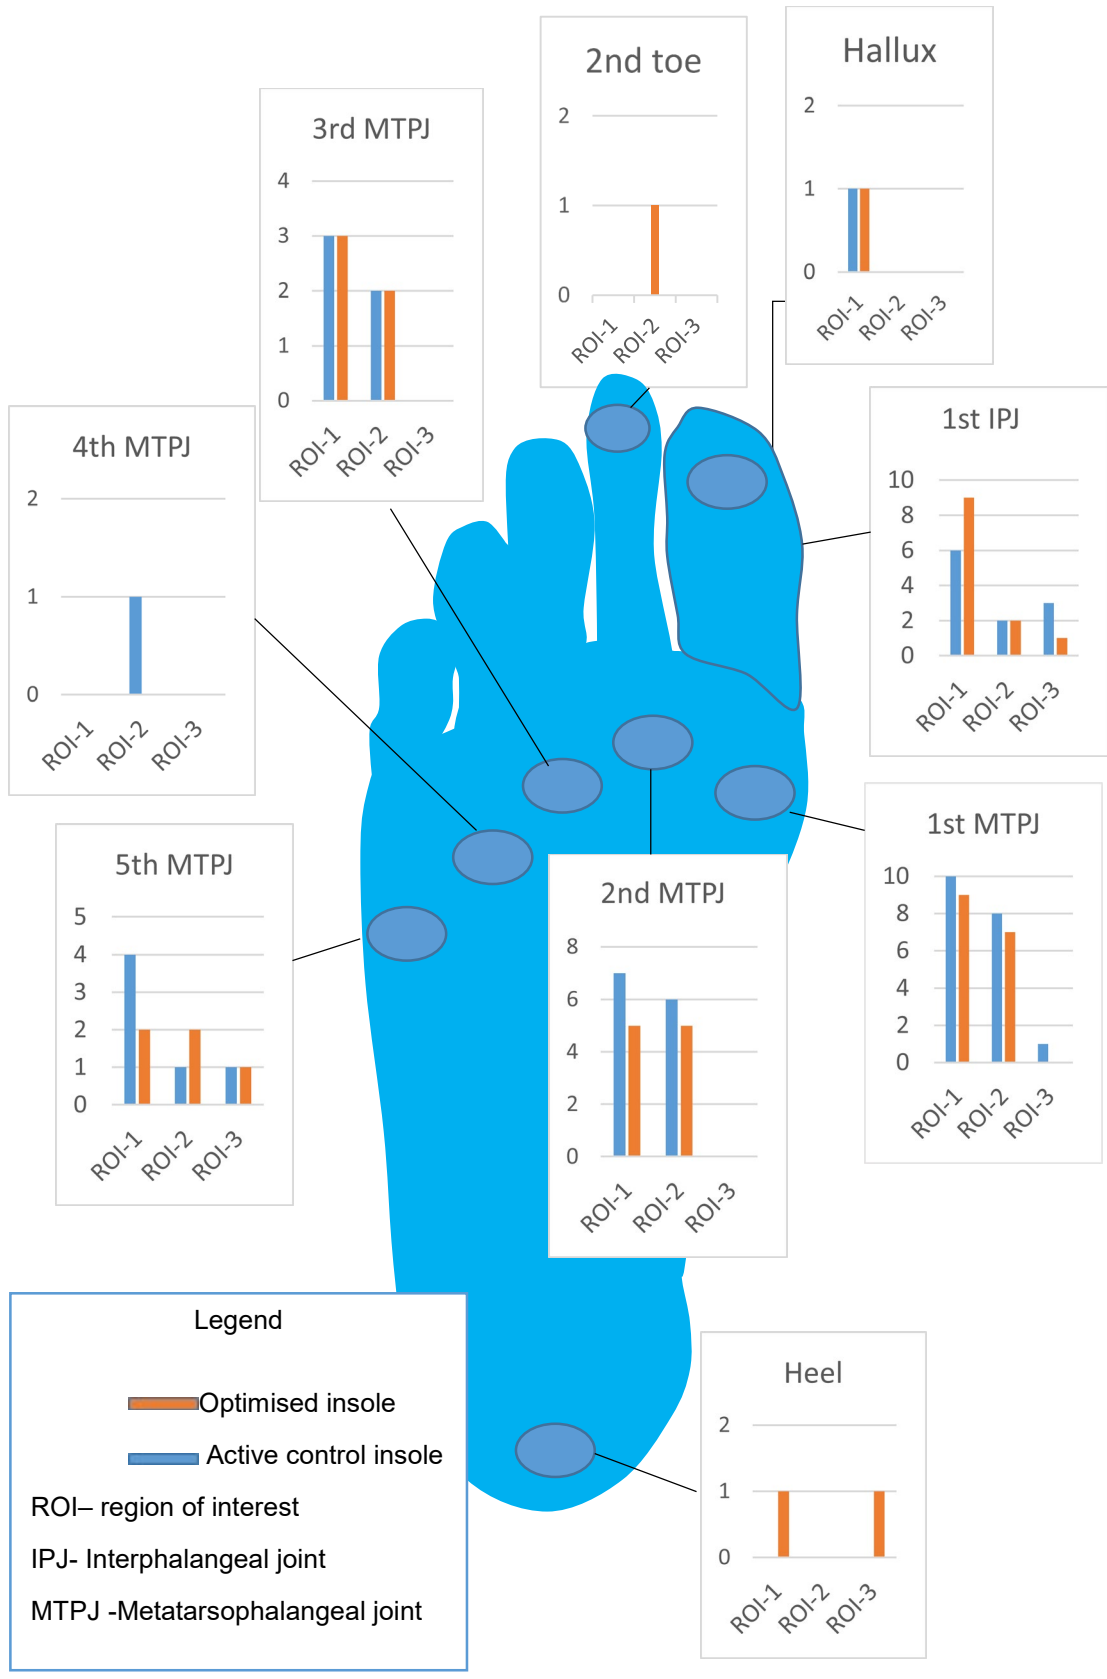 2nd toe
2
1
0
ROI-1 ROI-2 ROI-3
Hallux
2
1
0
ROI-1 ROI-2 ROI-3
3rd MTPJ
4
3
2
1
0
ROI-1 ROI-2 ROI-3
1st IPJ
10
8
6
4
2
0
ROI-1 ROI-2 ROI-3
4th MTPJ
2
1
0
ROI-1 ROI-2 ROI-3
1st MTPJ
10
8
6
4
2
0
ROI-1 ROI-2 ROI-3
5th MTPJ
5
4
3
2
1
0
ROI-1 ROI-2 ROI-3
2nd MTPJ
8
6
4
2
0
ROI-1 ROI-2 ROI-3
Legend
Optimised insole
Active control insole
ROI– region of interest
IPJ- Interphalangeal joint
MTPJ -Metatarsophalangeal joint
Heel
2
1
0
ROI-1 ROI-2 ROI-3